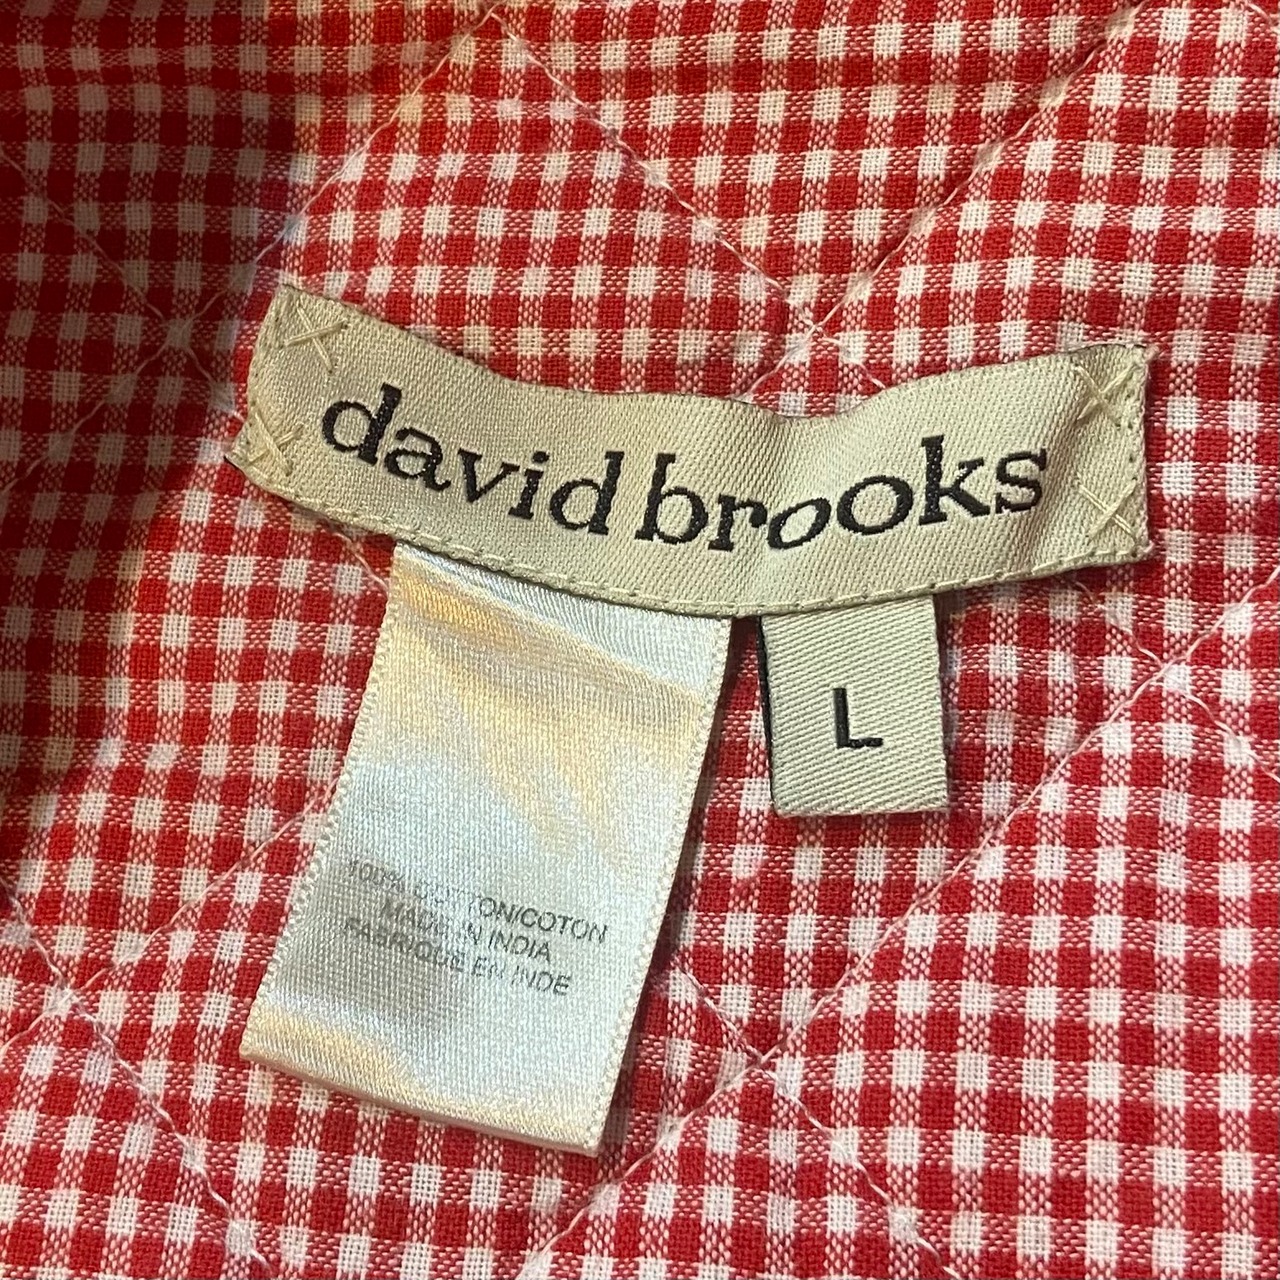 david brooks
L
100% COTTON/COTON
MADE IN INDIA
FABRIQUE EN INDE